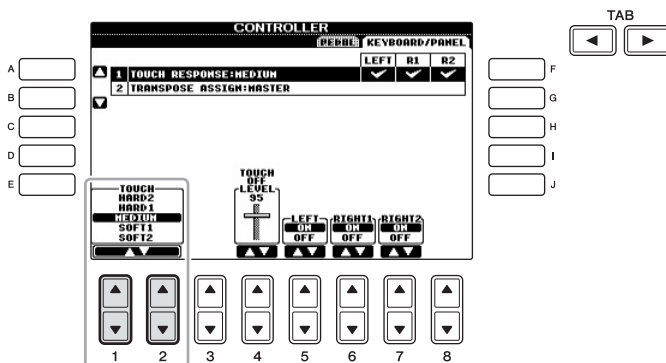 CONTROLLER
TAB
PEDAL KEYBOARD/PANEL
LEFT R1 R2
1 TOUCH RESPONSE:MEDIUM
2 TRANSPOSE ASSIGN:MASTER
A
B
C
D
E
F
G
H
I
J
TOUCH
HARD2
HARD1
MEDIUM
SOFT1
SOFT2
TOUCH
OFF
LEVEL
95
LEFT
ON
OFF
RIGHT1
ON
OFF
RIGHT2
ON
OFF
1 2 3 4 5 6 7 8